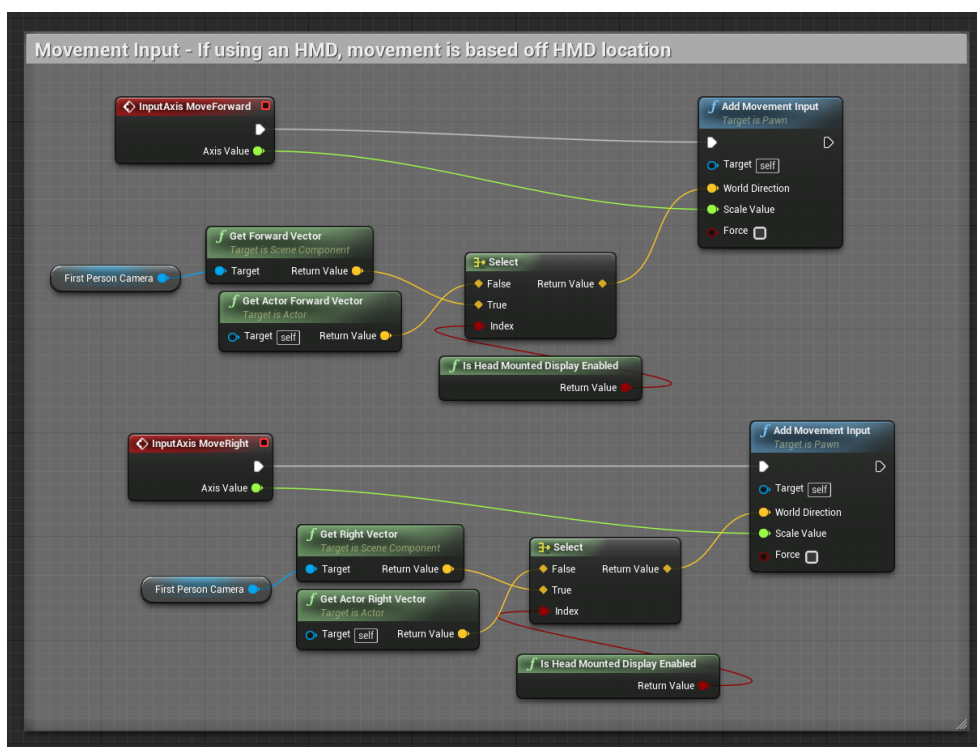 Movement Input - If using an HMD, movement is based off HMD location
InputAxis MoveForward
Axis Value
Add Movement Input
Target is Pawn
Target self
World Direction
Scale Value
Force
Get Forward Vector
Target is Scene Component
Target Return Value
First Person Camera
Get Actor Forward Vector
Target is Actor
Target self Return Value
Select
False Return Value
True
Index
Is Head Mounted Display Enabled
Return Value
InputAxis MoveRight
Axis Value
Add Movement Input
Target is Pawn
Target self
World Direction
Scale Value
Force
Get Right Vector
Target is Scene Component
Target Return Value
First Person Camera
Get Actor Right Vector
Target is Actor
Target self Return Value
Select
False Return Value
True
Index
Is Head Mounted Display Enabled
Return Value